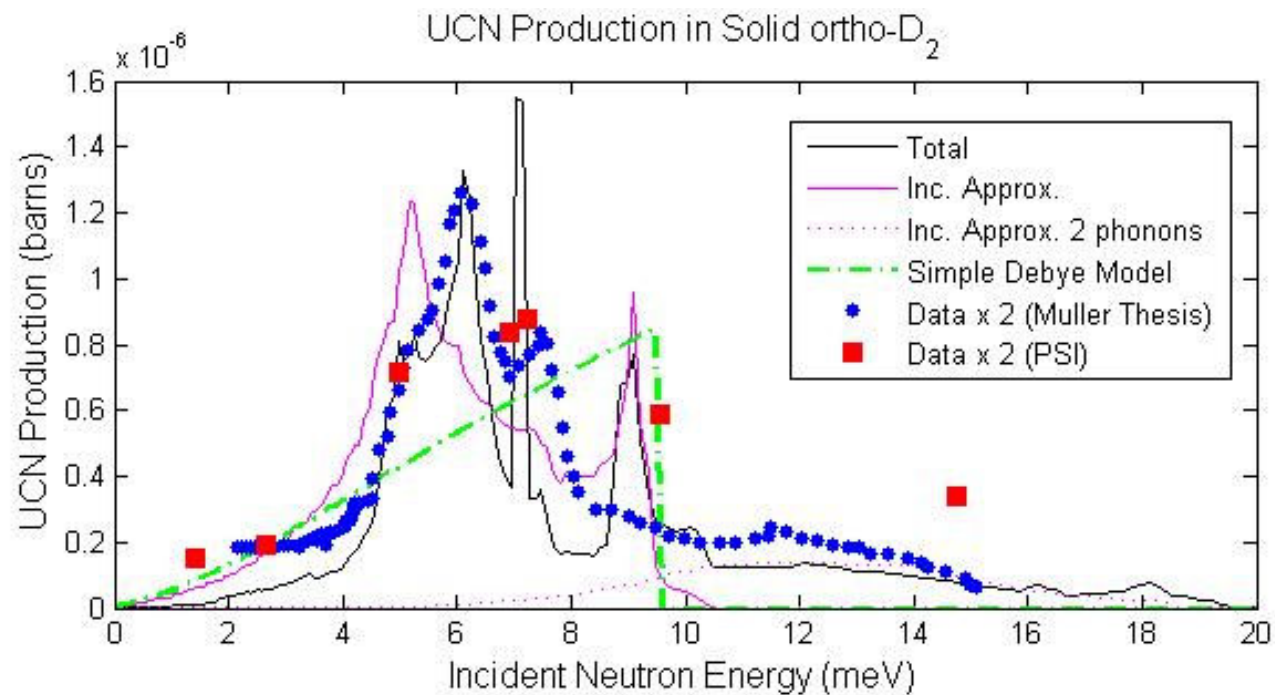 UCN Production in Solid ortho-D₂
x 10⁻⁶
1.6
1.4
1.2
1
0.8
0.6
0.4
0.2
0
UCN Production (barns)
Total
Inc. Approx.
Inc. Approx. 2 phonons
Simple Debye Model
Data x 2 (Muller Thesis)
Data x 2 (PSI)
0 2 4 6 8 10 12 14 16 18 20
Incident Neutron Energy (meV)